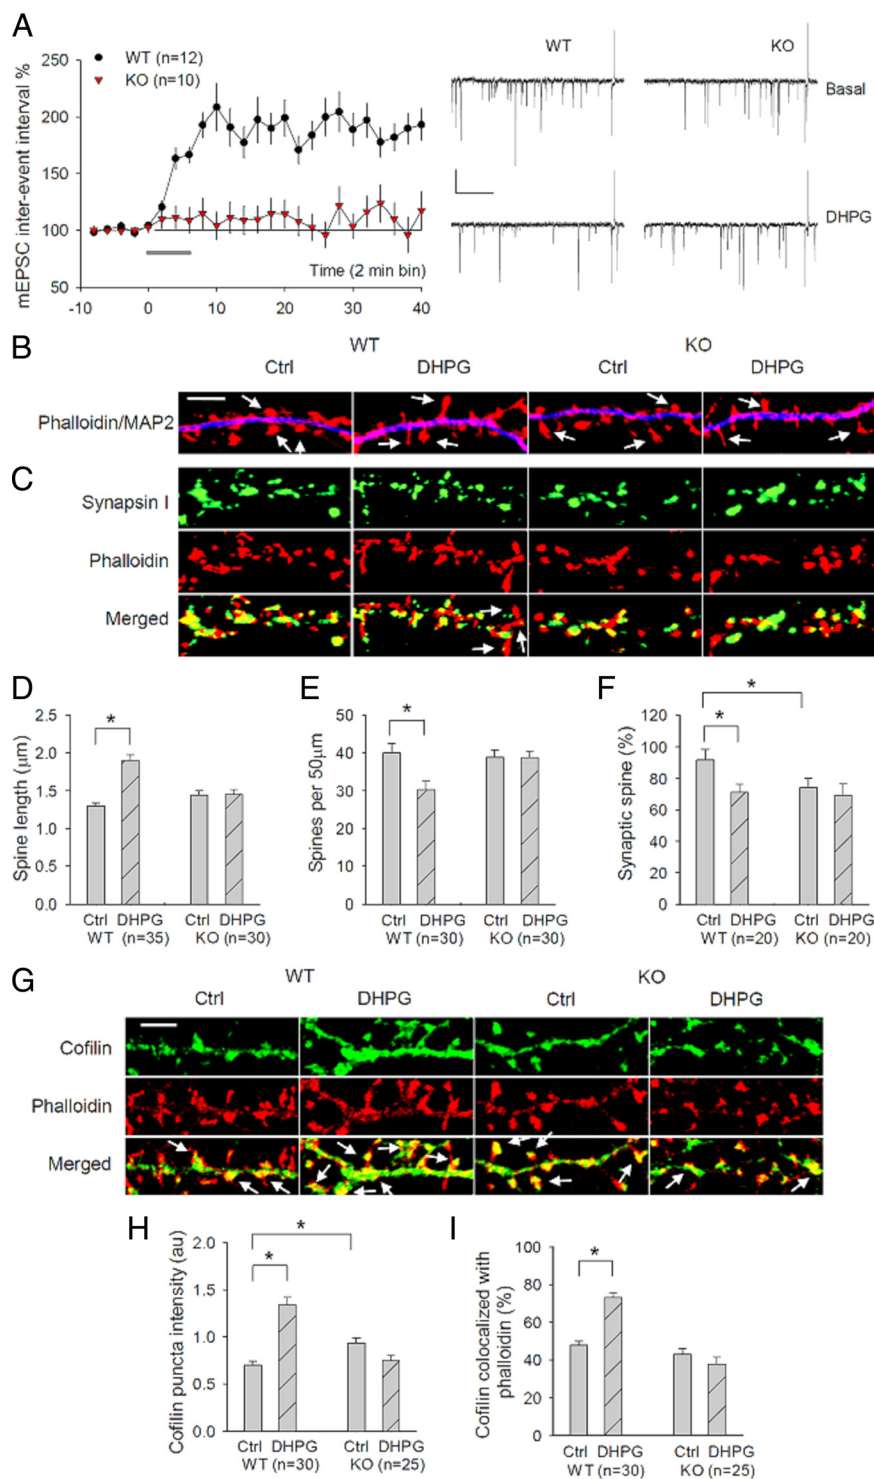 A
WT (n=12)
KO (n=10)
mEPSC inter-event interval %
250
200
150
100
50
-10 0 10 20 30 40
Time (2 min bin)
WT KO
Basal
DHPG
B
WT KO
Ctrl DHPG Ctrl DHPG
Phalloidin/MAP2
C
Synapsin I
Phalloidin
Merged
D
Spine length (μm)
2.5
2.0
1.5
1.0
0.5
0.0
*
Ctrl DHPG Ctrl DHPG
WT (n=35) KO (n=30)
E
Spines per 50μm
40
30
20
10
0
*
Ctrl DHPG Ctrl DHPG
WT (n=30) KO (n=30)
F
Synaptic spine (%)
120
100
80
60
40
20
0
*
*
Ctrl DHPG Ctrl DHPG
WT (n=20) KO (n=20)
G
WT KO
Ctrl DHPG Ctrl DHPG
Cofilin
Phalloidin
Merged
H
Cofilin puncta intensity (au)
2.0
1.5
1.0
0.5
0.0
*
*
Ctrl DHPG Ctrl DHPG
WT (n=30) KO (n=25)
I
Cofilin colocalized with
phalloidin (%)
100
80
60
40
20
0
*
Ctrl DHPG Ctrl DHPG
WT (n=30) KO (n=25)